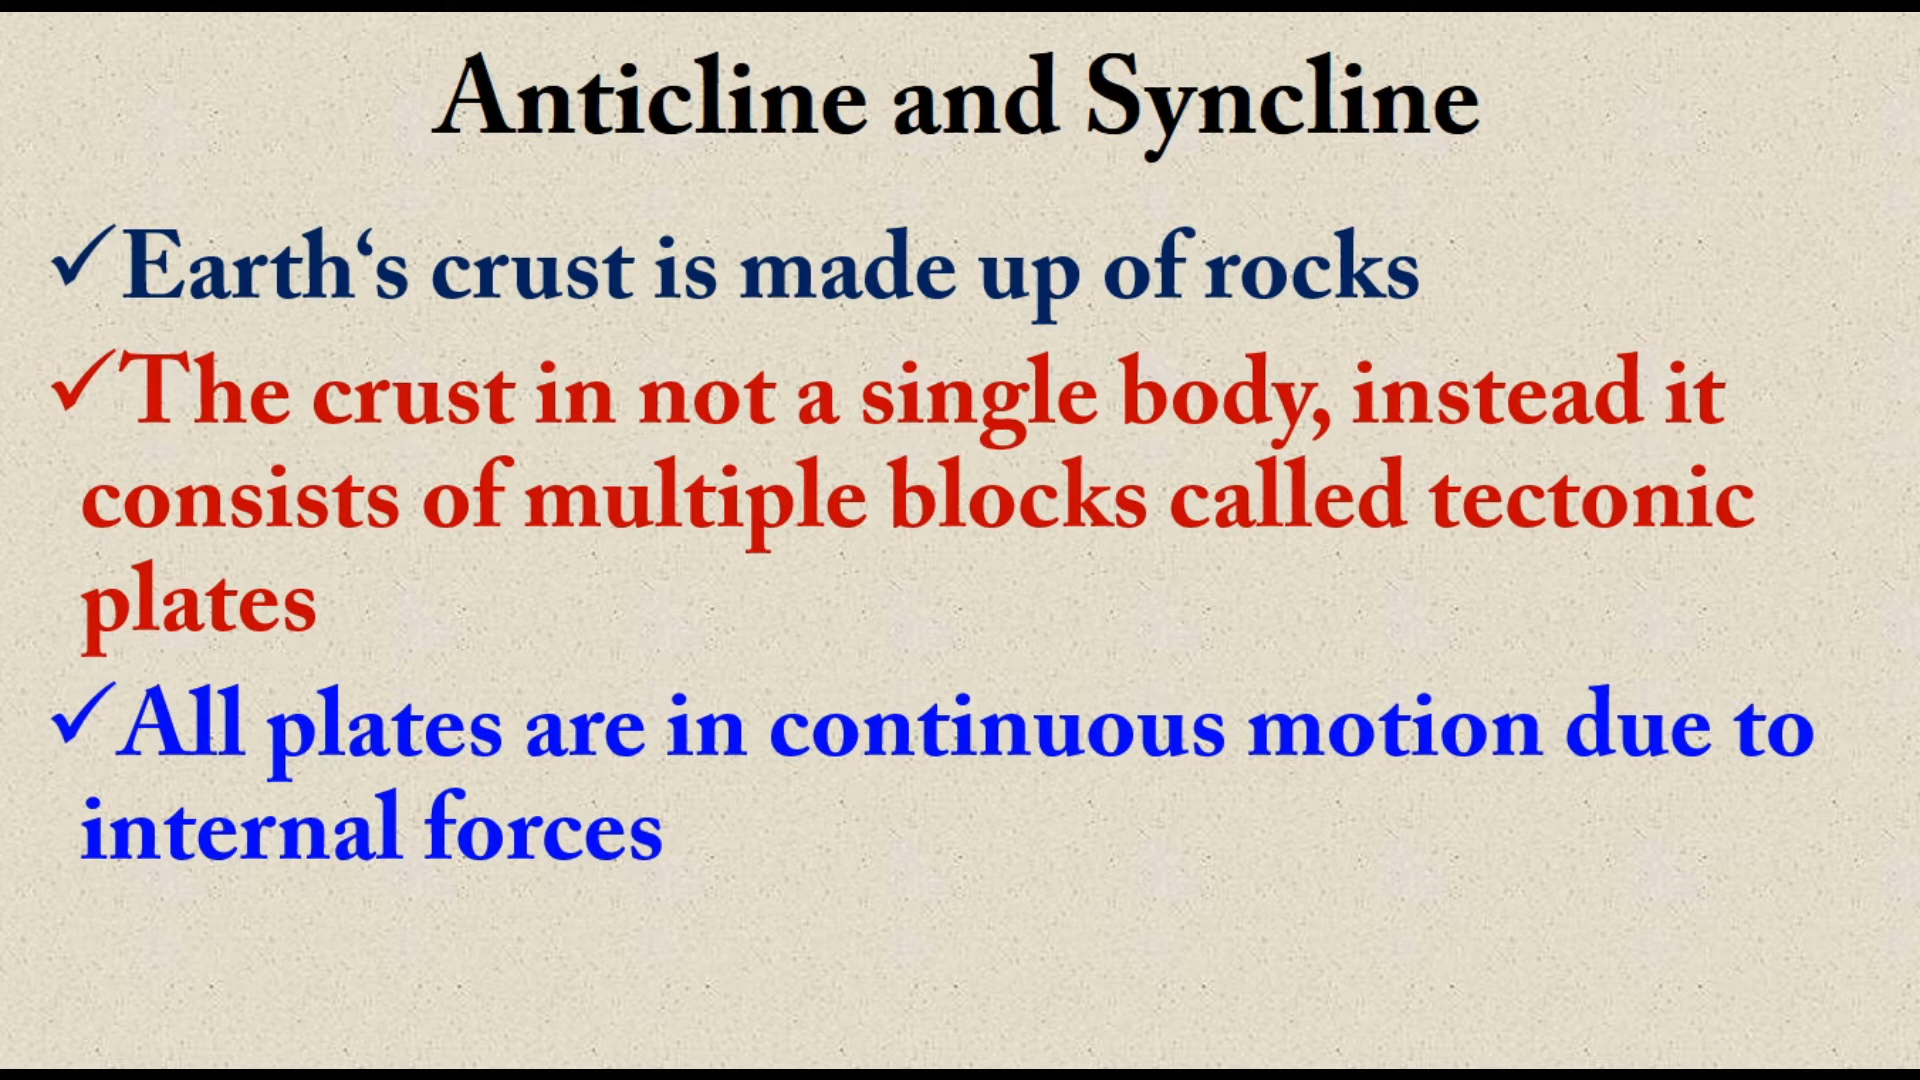 Anticline and Syncline
✓Earth‘s crust is made up of rocks
✓The crust in not a single body, instead it
consists of multiple blocks called tectonic
plates
✓All plates are in continuous motion due to
internal forces